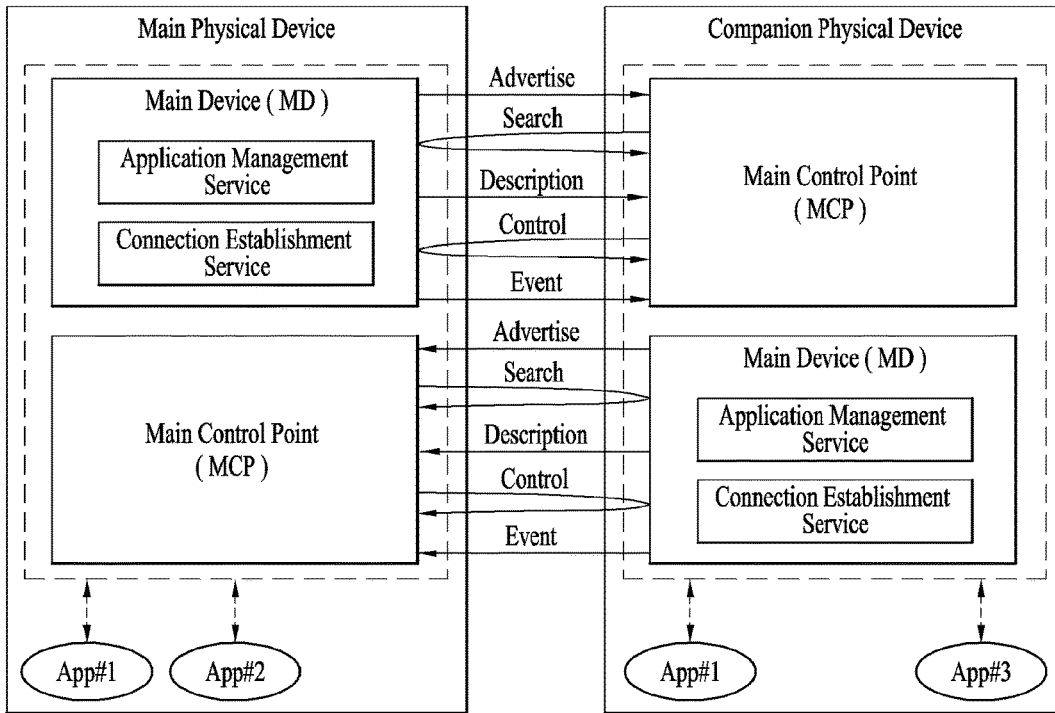 Main Physical Device
Companion Physical Device
Main Device ( MD )
Application Management
Service
Connection Establishment
Service
Advertise
Search
Description
Control
Event
Main Control Point
( MCP )
Main Control Point
( MCP )
Advertise
Search
Description
Control
Event
Main Device ( MD )
Application Management
Service
Connection Establishment
Service
App#1
App#2
App#1
App#3